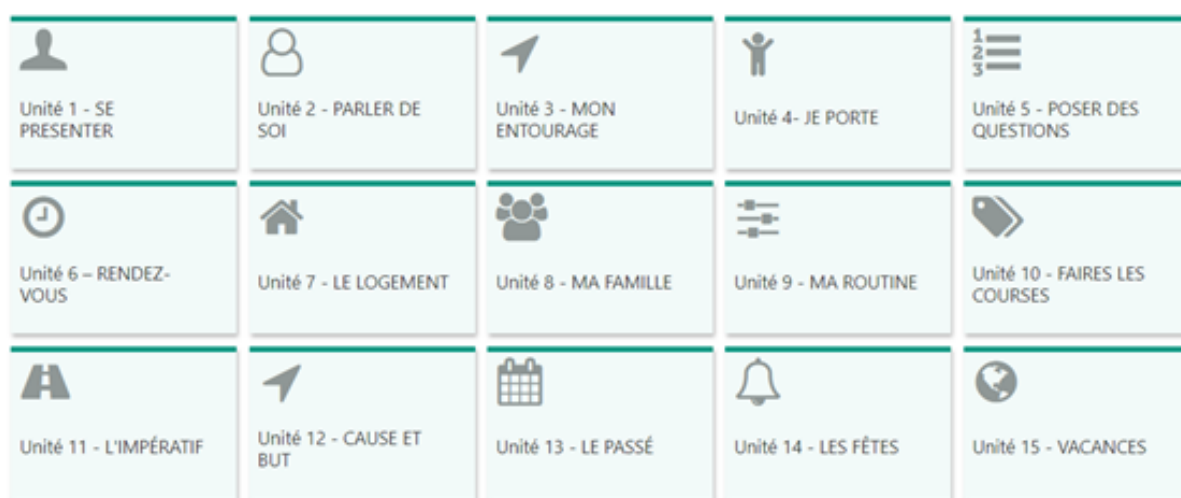 Unité 1 - SE
PRESENTER
Unité 2 - PARLER DE
SOI
Unité 3 - MON
ENTOURAGE
Unité 4- JE PORTE
1
2
3
Unité 5 - POSER DES
QUESTIONS
Unité 6 – RENDEZ-
VOUS
Unité 7 - LE LOGEMENT
Unité 8 - MA FAMILLE
Unité 9 - MA ROUTINE
Unité 10 - FAIRES LES
COURSES
Unité 11 - L'IMPÉRATIF
Unité 12 - CAUSE ET
BUT
Unité 13 - LE PASSÉ
Unité 14 - LES FÊTES
Unité 15 - VACANCES